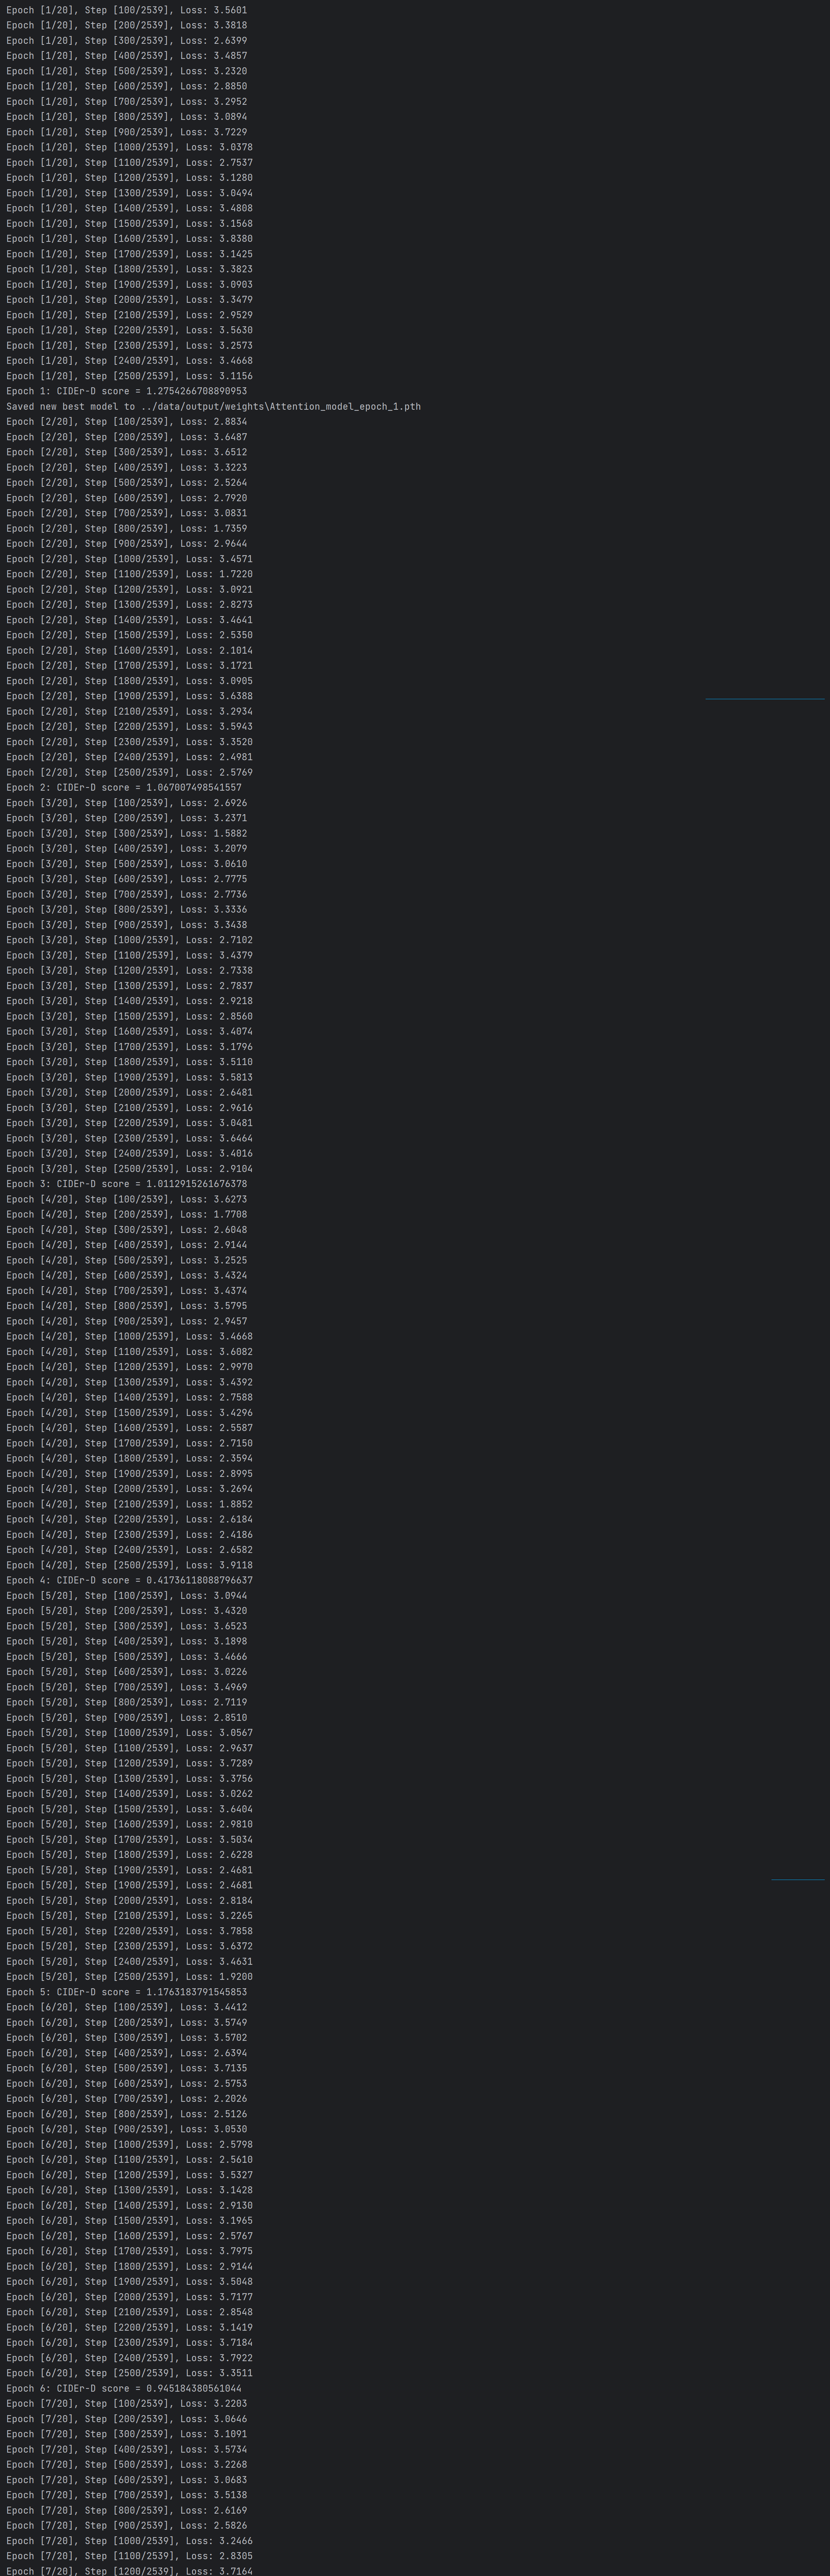 Epoch [1/20], Step [100/2539], Loss: 3.5601
Epoch [1/20], Step [200/2539], Loss: 3.3818
Epoch [1/20], Step [300/2539], Loss: 2.6399
Epoch [1/20], Step [400/2539], Loss: 3.4857
Epoch [1/20], Step [500/2539], Loss: 3.2320
Epoch [1/20], Step [600/2539], Loss: 2.8850
Epoch [1/20], Step [700/2539], Loss: 3.2952
Epoch [1/20], Step [800/2539], Loss: 3.0894
Epoch [1/20], Step [900/2539], Loss: 3.7229
Epoch [1/20], Step [1000/2539], Loss: 3.0378
Epoch [1/20], Step [1100/2539], Loss: 2.7537
Epoch [1/20], Step [1200/2539], Loss: 3.1280
Epoch [1/20], Step [1300/2539], Loss: 3.0494
Epoch [1/20], Step [1400/2539], Loss: 3.4808
Epoch [1/20], Step [1500/2539], Loss: 3.1568
Epoch [1/20], Step [1600/2539], Loss: 3.8380
Epoch [1/20], Step [1700/2539], Loss: 3.1425
Epoch [1/20], Step [1800/2539], Loss: 3.3823
Epoch [1/20], Step [1900/2539], Loss: 3.0903
Epoch [1/20], Step [2000/2539], Loss: 3.3479
Epoch [1/20], Step [2100/2539], Loss: 2.9529
Epoch [1/20], Step [2200/2539], Loss: 3.5630
Epoch [1/20], Step [2300/2539], Loss: 3.2573
Epoch [1/20], Step [2400/2539], Loss: 3.4668
Epoch [1/20], Step [2500/2539], Loss: 3.1156
Epoch 1: CIDEr-D score = 1.2754266708890953
Saved new best model to ../data/output/weights\Attention_model_epoch_1.pth
Epoch [2/20], Step [100/2539], Loss: 2.8834
Epoch [2/20], Step [200/2539], Loss: 3.6487
Epoch [2/20], Step [300/2539], Loss: 3.6512
Epoch [2/20], Step [400/2539], Loss: 3.3223
Epoch [2/20], Step [500/2539], Loss: 2.5264
Epoch [2/20], Step [600/2539], Loss: 2.7920
Epoch [2/20], Step [700/2539], Loss: 3.0831
Epoch [2/20], Step [800/2539], Loss: 1.7359
Epoch [2/20], Step [900/2539], Loss: 2.9644
Epoch [2/20], Step [1000/2539], Loss: 3.4571
Epoch [2/20], Step [1100/2539], Loss: 1.7220
Epoch [2/20], Step [1200/2539], Loss: 3.0921
Epoch [2/20], Step [1300/2539], Loss: 2.8273
Epoch [2/20], Step [1400/2539], Loss: 3.4641
Epoch [2/20], Step [1500/2539], Loss: 2.5350
Epoch [2/20], Step [1600/2539], Loss: 2.1014
Epoch [2/20], Step [1700/2539], Loss: 3.1721
Epoch [2/20], Step [1800/2539], Loss: 3.0905
Epoch [2/20], Step [1900/2539], Loss: 3.6388
Epoch [2/20], Step [2100/2539], Loss: 3.2934
Epoch [2/20], Step [2200/2539], Loss: 3.5943
Epoch [2/20], Step [2300/2539], Loss: 3.3520
Epoch [2/20], Step [2400/2539], Loss: 2.4981
Epoch [2/20], Step [2500/2539], Loss: 2.5769
Epoch 2: CIDEr-D score = 1.067007498541557
Epoch [3/20], Step [100/2539], Loss: 2.6926
Epoch [3/20], Step [200/2539], Loss: 3.2371
Epoch [3/20], Step [300/2539], Loss: 1.5882
Epoch [3/20], Step [400/2539], Loss: 3.2079
Epoch [3/20], Step [500/2539], Loss: 3.0610
Epoch [3/20], Step [600/2539], Loss: 2.7775
Epoch [3/20], Step [700/2539], Loss: 2.7736
Epoch [3/20], Step [800/2539], Loss: 3.3336
Epoch [3/20], Step [900/2539], Loss: 3.3438
Epoch [3/20], Step [1000/2539], Loss: 2.7102
Epoch [3/20], Step [1100/2539], Loss: 3.4379
Epoch [3/20], Step [1200/2539], Loss: 2.7338
Epoch [3/20], Step [1300/2539], Loss: 2.7837
Epoch [3/20], Step [1400/2539], Loss: 2.9218
Epoch [3/20], Step [1500/2539], Loss: 2.8560
Epoch [3/20], Step [1600/2539], Loss: 3.4074
Epoch [3/20], Step [1700/2539], Loss: 3.1796
Epoch [3/20], Step [1800/2539], Loss: 3.5110
Epoch [3/20], Step [1900/2539], Loss: 3.5813
Epoch [3/20], Step [2000/2539], Loss: 2.6481
Epoch [3/20], Step [2100/2539], Loss: 2.9616
Epoch [3/20], Step [2200/2539], Loss: 3.0481
Epoch [3/20], Step [2300/2539], Loss: 3.6464
Epoch [3/20], Step [2400/2539], Loss: 3.4016
Epoch [3/20], Step [2500/2539], Loss: 2.9104
Epoch 3: CIDEr-D score = 1.0112915261676378
Epoch [4/20], Step [100/2539], Loss: 3.6273
Epoch [4/20], Step [200/2539], Loss: 1.7708
Epoch [4/20], Step [300/2539], Loss: 2.6048
Epoch [4/20], Step [400/2539], Loss: 2.9144
Epoch [4/20], Step [500/2539], Loss: 3.2525
Epoch [4/20], Step [600/2539], Loss: 3.4324
Epoch [4/20], Step [700/2539], Loss: 3.4374
Epoch [4/20], Step [800/2539], Loss: 3.5795
Epoch [4/20], Step [900/2539], Loss: 2.9457
Epoch [4/20], Step [1000/2539], Loss: 3.4668
Epoch [4/20], Step [1100/2539], Loss: 3.6082
Epoch [4/20], Step [1200/2539], Loss: 2.9970
Epoch [4/20], Step [1300/2539], Loss: 3.4392
Epoch [4/20], Step [1400/2539], Loss: 2.7588
Epoch [4/20], Step [1500/2539], Loss: 3.4296
Epoch [4/20], Step [1600/2539], Loss: 2.5587
Epoch [4/20], Step [1700/2539], Loss: 2.7150
Epoch [4/20], Step [1800/2539], Loss: 2.3594
Epoch [4/20], Step [1900/2539], Loss: 2.8995
Epoch [4/20], Step [2000/2539], Loss: 3.2694
Epoch [4/20], Step [2100/2539], Loss: 1.8852
Epoch [4/20], Step [2200/2539], Loss: 2.6184
Epoch [4/20], Step [2300/2539], Loss: 2.4186
Epoch [4/20], Step [2400/2539], Loss: 2.6582
Epoch [4/20], Step [2500/2539], Loss: 3.9118
Epoch 4: CIDEr-D score = 0.41736118088796637
Epoch [5/20], Step [100/2539], Loss: 3.0944
Epoch [5/20], Step [200/2539], Loss: 3.4320
Epoch [5/20], Step [300/2539], Loss: 3.6523
Epoch [5/20], Step [400/2539], Loss: 3.1898
Epoch [5/20], Step [500/2539], Loss: 3.4666
Epoch [5/20], Step [600/2539], Loss: 3.0226
Epoch [5/20], Step [700/2539], Loss: 3.4969
Epoch [5/20], Step [800/2539], Loss: 2.7119
Epoch [5/20], Step [900/2539], Loss: 2.8510
Epoch [5/20], Step [1000/2539], Loss: 3.0567
Epoch [5/20], Step [1100/2539], Loss: 2.9637
Epoch [5/20], Step [1200/2539], Loss: 3.7289
Epoch [5/20], Step [1300/2539], Loss: 3.3756
Epoch [5/20], Step [1400/2539], Loss: 3.0262
Epoch [5/20], Step [1500/2539], Loss: 3.6404
Epoch [5/20], Step [1600/2539], Loss: 2.9810
Epoch [5/20], Step [1700/2539], Loss: 3.5034
Epoch [5/20], Step [1800/2539], Loss: 2.6228
Epoch [5/20], Step [1900/2539], Loss: 2.4681
Epoch [5/20], Step [1900/2539], Loss: 2.4681
Epoch [5/20], Step [2000/2539], Loss: 2.8184
Epoch [5/20], Step [2100/2539], Loss: 3.2265
Epoch [5/20], Step [2200/2539], Loss: 3.7858
Epoch [5/20], Step [2300/2539], Loss: 3.6372
Epoch [5/20], Step [2400/2539], Loss: 3.4631
Epoch [5/20], Step [2500/2539], Loss: 1.9200
Epoch 5: CIDEr-D score = 1.1763183791545853
Epoch [6/20], Step [100/2539], Loss: 3.4412
Epoch [6/20], Step [200/2539], Loss: 3.5749
Epoch [6/20], Step [300/2539], Loss: 3.5702
Epoch [6/20], Step [400/2539], Loss: 2.6394
Epoch [6/20], Step [500/2539], Loss: 3.7135
Epoch [6/20], Step [600/2539], Loss: 2.5753
Epoch [6/20], Step [700/2539], Loss: 2.2026
Epoch [6/20], Step [800/2539], Loss: 2.5126
Epoch [6/20], Step [900/2539], Loss: 3.0530
Epoch [6/20], Step [1000/2539], Loss: 2.5798
Epoch [6/20], Step [1100/2539], Loss: 2.5610
Epoch [6/20], Step [1200/2539], Loss: 3.5327
Epoch [6/20], Step [1300/2539], Loss: 3.1428
Epoch [6/20], Step [1400/2539], Loss: 2.9130
Epoch [6/20], Step [1500/2539], Loss: 3.1965
Epoch [6/20], Step [1600/2539], Loss: 2.5767
Epoch [6/20], Step [1700/2539], Loss: 3.7975
Epoch [6/20], Step [1800/2539], Loss: 2.9144
Epoch [6/20], Step [1900/2539], Loss: 3.5048
Epoch [6/20], Step [2000/2539], Loss: 3.7177
Epoch [6/20], Step [2100/2539], Loss: 2.8548
Epoch [6/20], Step [2200/2539], Loss: 3.1419
Epoch [6/20], Step [2300/2539], Loss: 3.7184
Epoch [6/20], Step [2400/2539], Loss: 3.7922
Epoch [6/20], Step [2500/2539], Loss: 3.3511
Epoch 6: CIDEr-D score = 0.945184380561044
Epoch [7/20], Step [100/2539], Loss: 3.2203
Epoch [7/20], Step [200/2539], Loss: 3.0646
Epoch [7/20], Step [300/2539], Loss: 3.1091
Epoch [7/20], Step [400/2539], Loss: 3.5734
Epoch [7/20], Step [500/2539], Loss: 3.2268
Epoch [7/20], Step [600/2539], Loss: 3.0683
Epoch [7/20], Step [700/2539], Loss: 3.5138
Epoch [7/20], Step [800/2539], Loss: 2.6169
Epoch [7/20], Step [900/2539], Loss: 2.5826
Epoch [7/20], Step [1000/2539], Loss: 3.2466
Epoch [7/20], Step [1100/2539], Loss: 2.8305
Epoch [7/20], Step [1200/2539], Loss: 3.7164